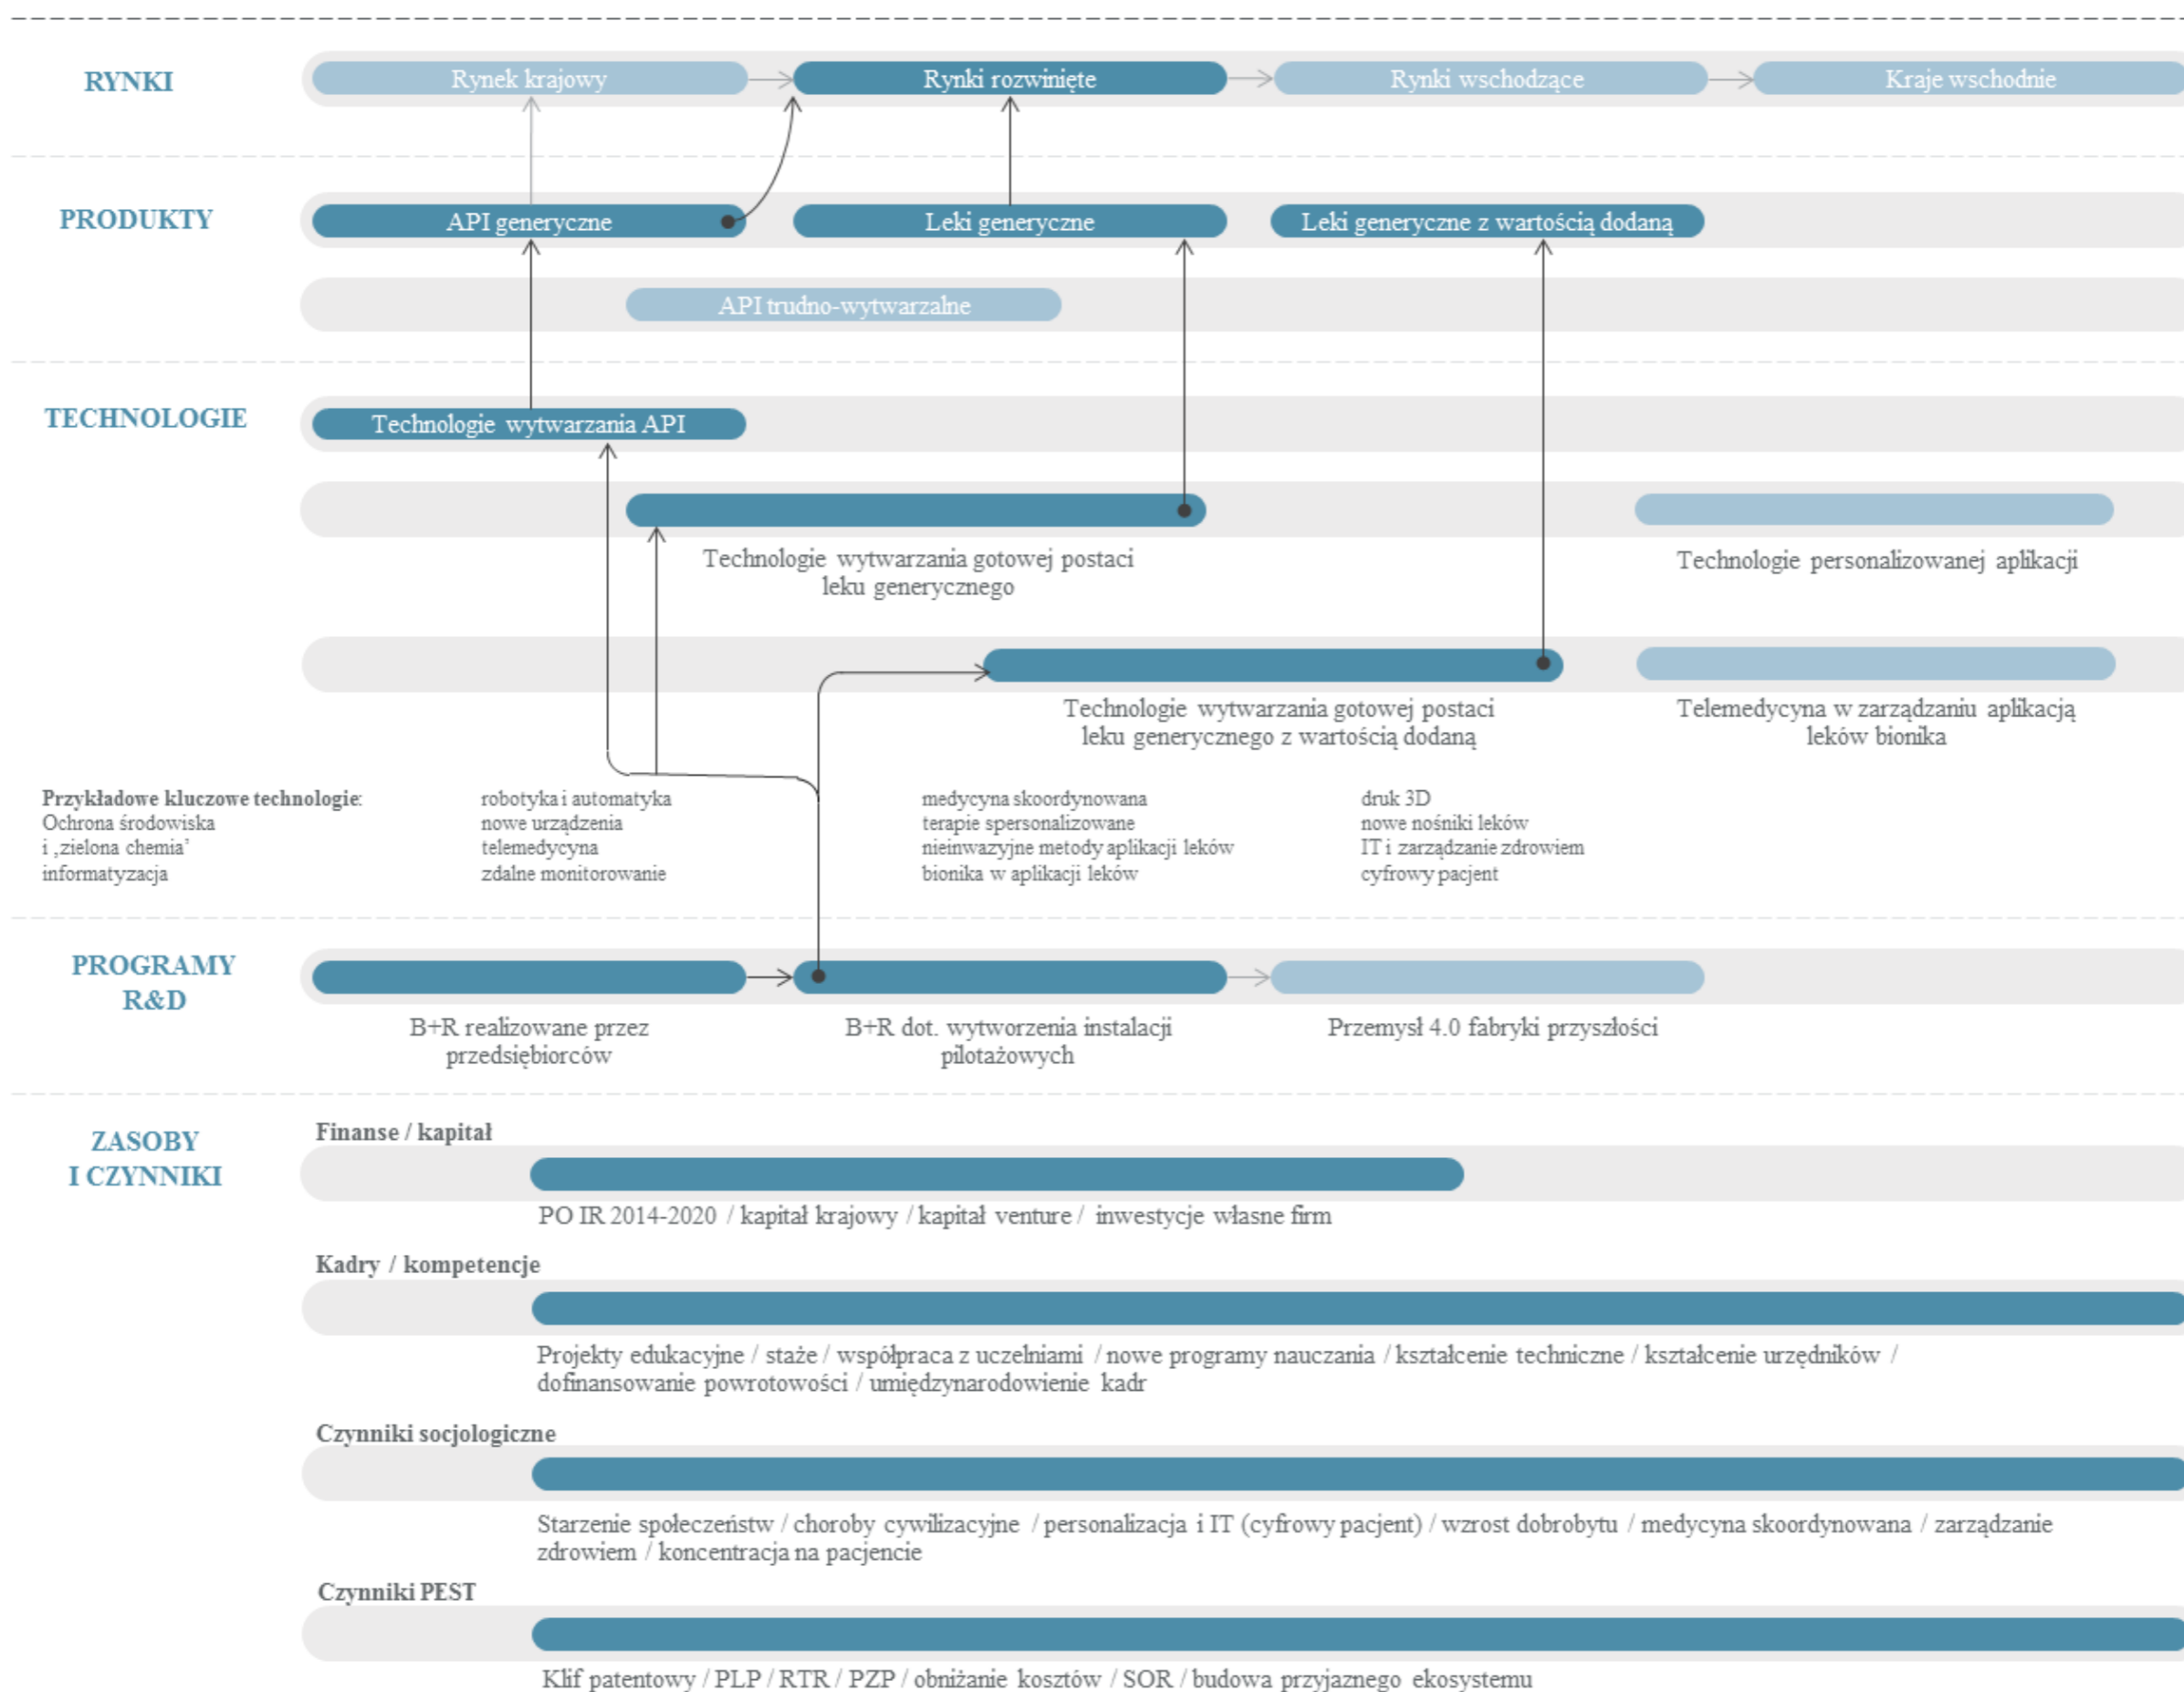 RYNKI
Rynek krajowy
Rynki rozwinięte
Rynki wschodzące
Kraje wschodnie
PRODUKTY
API generyczne
Leki generyczne
Leki generyczne z wartością dodaną
API trudno-wytwarzalne
TECHNOLOGIE
Technologie wytwarzania API
Technologie wytwarzania gotowej postaci
leku generycznego
Technologie personalizowanej aplikacji
Technologie wytwarzania gotowej postaci
leku generycznego z wartością dodaną
Telemedycyna w zarządzaniu aplikacją
leków bionika
Przykładowe kluczowe technologie:
Ochrona środowiska
i ‚zielona chemia’
informatyzacja
robotyka i automatyka
nowe urządzenia
telemedycyna
zdalne monitorowanie
medycyna skoordynowana
terapie spersonalizowane
nieinwazyjne metody aplikacji leków
bionika w aplikacji leków
druk 3D
nowe nośniki leków
IT i zarządzanie zdrowiem
cyfrowy pacjent
PROGRAMY
R&D
B+R realizowane przez
przedsiębiorców
B+R dot. wytworzenia instalacji
pilotażowych
Przemysł 4.0 fabryki przyszłości
ZASOBY
I CZYNNIKI
Finanse / kapitał
PO IR 2014-2020 / kapitał krajowy / kapitał venture / inwestycje własne firm
Kadry / kompetencje
Projekty edukacyjne / staże / współpraca z uczelniami / nowe programy nauczania / kształcenie techniczne / kształcenie urzędników /
dofinansowanie powrotowości / umiędzynarodowienie kadr
Czynniki socjologiczne
Starzenie społeczeństw / choroby cywilizacyjne / personalizacja i IT (cyfrowy pacjent) / wzrost dobrobytu / medycyna skoordynowana / zarządzanie
zdrowiem / koncentracja na pacjencie
Czynniki PEST
Klif patentowy / PLP / RTR / PZP / obniżanie kosztów / SOR / budowa przyjaznego ekosystemu